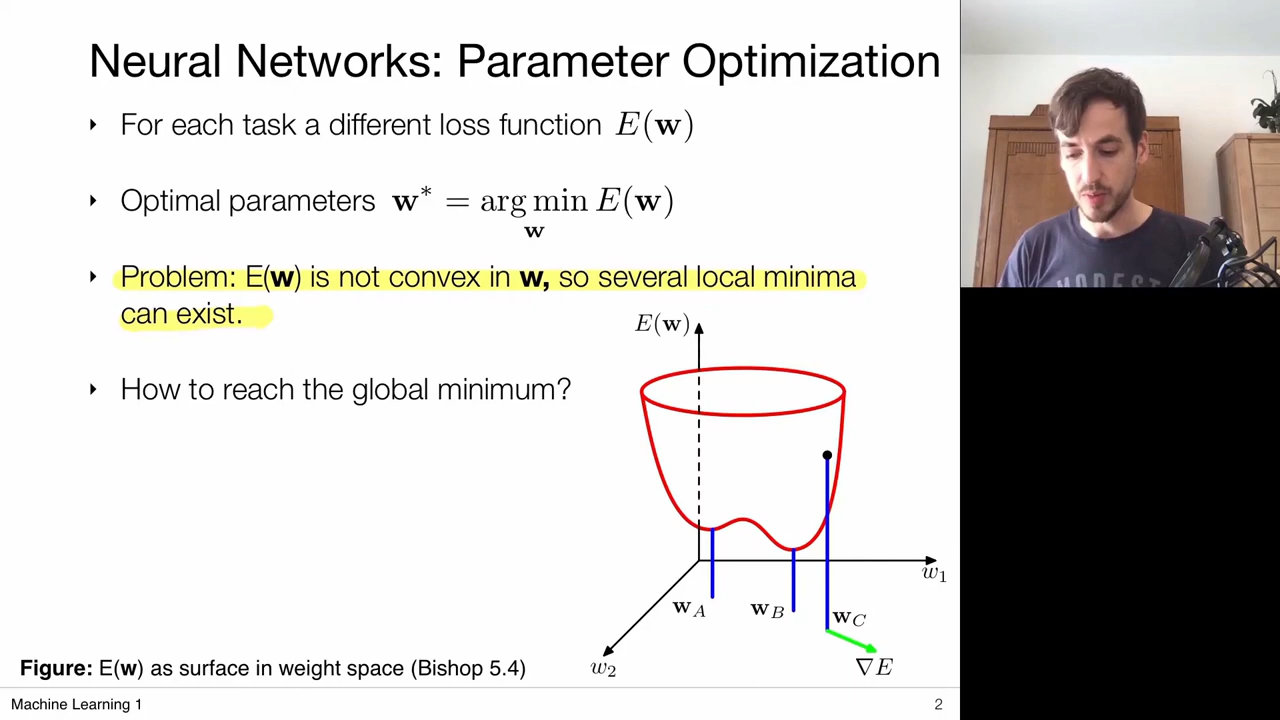 Neural Networks: Parameter Optimization
‣ For each task a different loss function E(w)
‣ Optimal parameters w* = arg min E(w)
w
‣ Problem: E(w) is not convex in w, so several local minima
can exist.
‣ How to reach the global minimum?
E(w)
w₁
w_A
w_B
w_C
∇E
w₂
Figure: E(w) as surface in weight space (Bishop 5.4)
Machine Learning 1
2